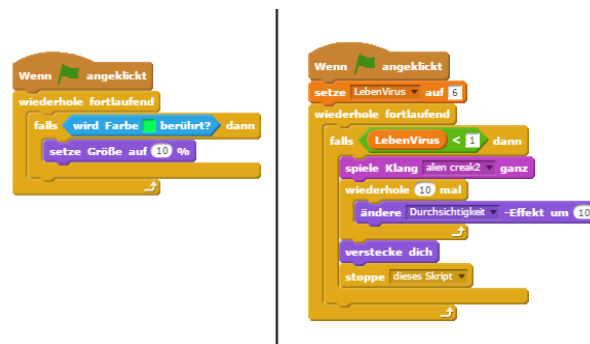 Wenn angeklickt
wiederhole fortlaufend
falls wird Farbe berührt? dann
setze Größe auf 10 %
Wenn angeklickt
setze LebenVirus auf 6
wiederhole fortlaufend
falls LebenVirus < 1 dann
spiele Klang alien creak2 ganz
wiederhole 10 mal
ändere Durchsichtigkeit -Effekt um 10
verstecke dich
stoppe dieses Skript